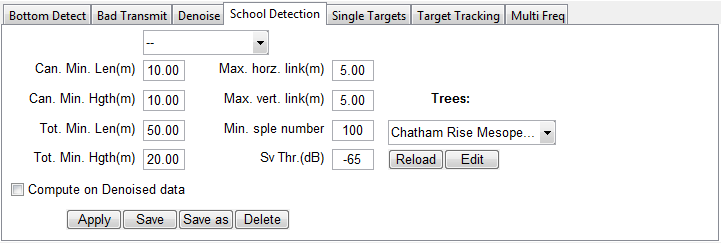 Bottom Detect Bad Transmit Denoise School Detection Single Targets Target Tracking Multi Freq
--
Can. Min. Len(m) 10.00 Max. horz. link(m) 5.00
Can. Min. Hgth(m) 10.00 Max. vert. link(m) 5.00 Trees:
Tot. Min. Len(m) 50.00 Min. sple number 100 Chatham Rise Mesope...
Tot. Min. Hgth(m) 20.00 Sv Thr.(dB) -65 Reload Edit
Compute on Denoised data
Apply Save Save as Delete